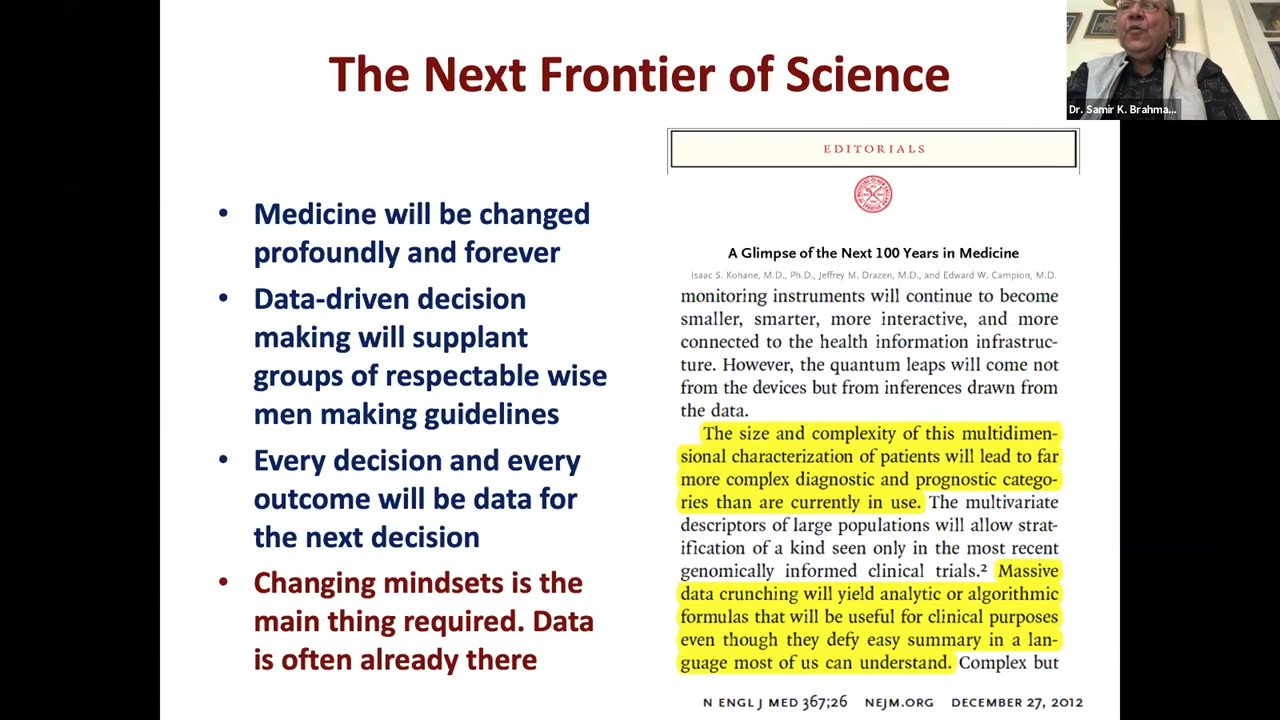 The Next Frontier of Science
Dr. Samir K. Brahma...
• Medicine will be changed
profoundly and forever
• Data-driven decision
making will supplant
groups of respectable wise
men making guidelines
• Every decision and every
outcome will be data for
the next decision
• Changing mindsets is the
main thing required. Data
is often already there
EDITORIALS
A Glimpse of the Next 100 Years in Medicine
Isaac S. Kohane, M.D., Ph.D., Jeffrey M. Drazen, M.D., and Edward W. Campion, M.D.
monitoring instruments will continue to become
smaller, smarter, more interactive, and more
connected to the health information infrastruc-
ture. However, the quantum leaps will come not
from the devices but from inferences drawn from
the data.
The size and complexity of this multidimen-
sional characterization of patients will lead to far
more complex diagnostic and prognostic catego-
ries than are currently in use. The multivariate
descriptors of large populations will allow strat-
ification of a kind seen only in the most recent
genomically informed clinical trials.² Massive
data crunching will yield analytic or algorithmic
formulas that will be useful for clinical purposes
even though they defy easy summary in a lan-
guage most of us can understand. Complex but
N ENGL J MED 367;26 NEJM.ORG DECEMBER 27, 2012